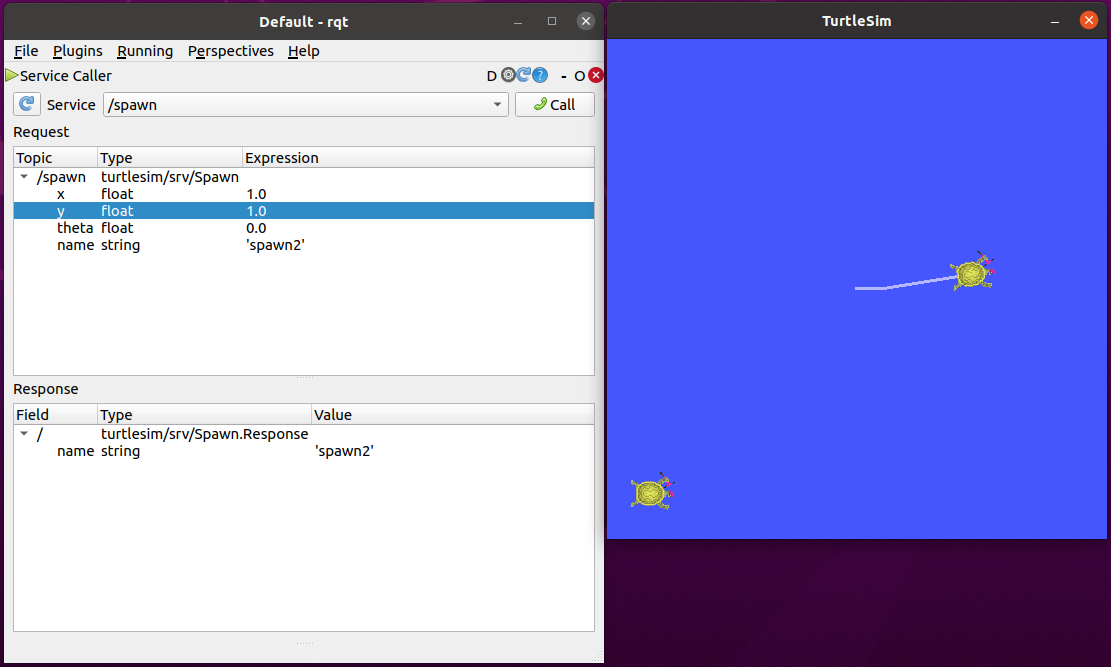 Default - rqt
File Plugins Running Perspectives Help
Service Caller D ? - O
Service /spawn Call
Request
Topic Type Expression
/spawn turtlesim/srv/Spawn
x float 1.0
y float 1.0
theta float 0.0
name string 'spawn2'
Response
Field Type Value
/ turtlesim/srv/Spawn.Response
name string 'spawn2'
TurtleSim